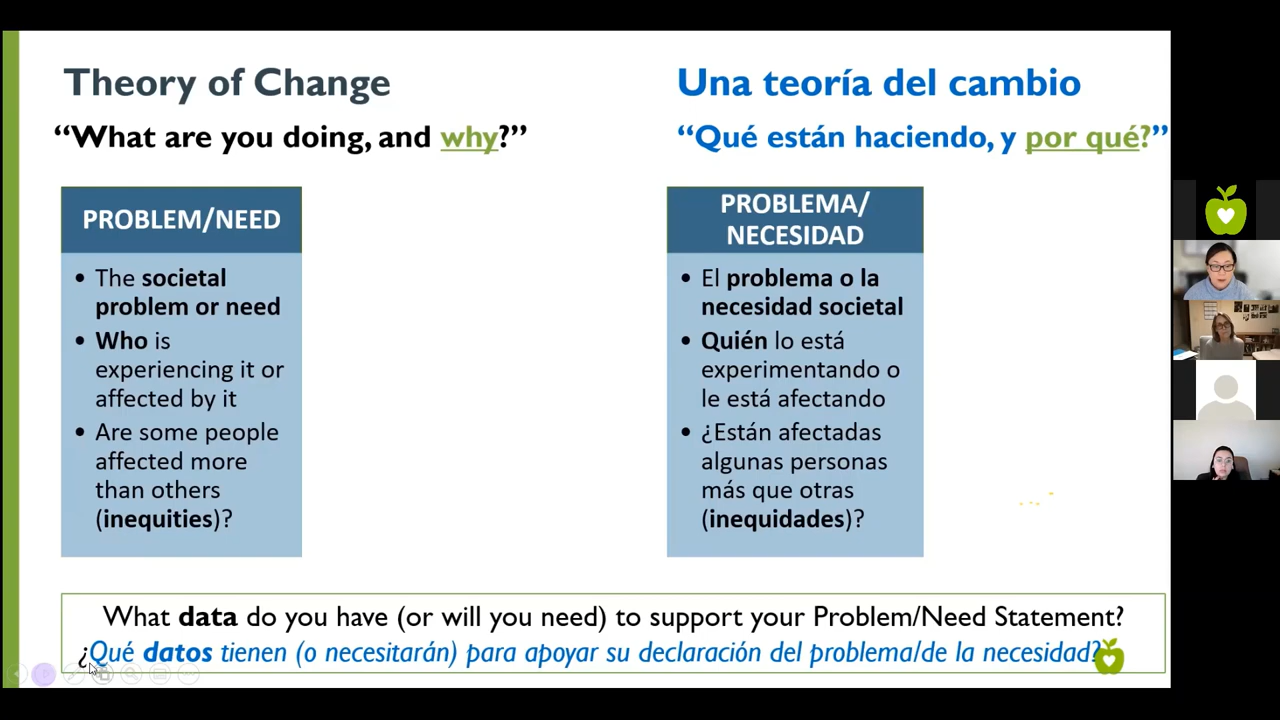 Theory of Change
“What are you doing, and why?”
PROBLEM/NEED
• The societal
problem or need
• Who is
experiencing it or
affected by it
• Are some people
affected more
than others
(inequities)?
Una teoría del cambio
“Qué están haciendo, y por qué?”
PROBLEMA/
NECESIDAD
• El problema o la
necesidad societal
• Quién lo está
experimentando o
le está afectando
• ¿Están afectadas
algunas personas
más que otras
(inequidades)?
What data do you have (or will you need) to support your Problem/Need Statement?
¿Qué datos tienen (o necesitarán) para apoyar su declaración del problema/de la necesidad?